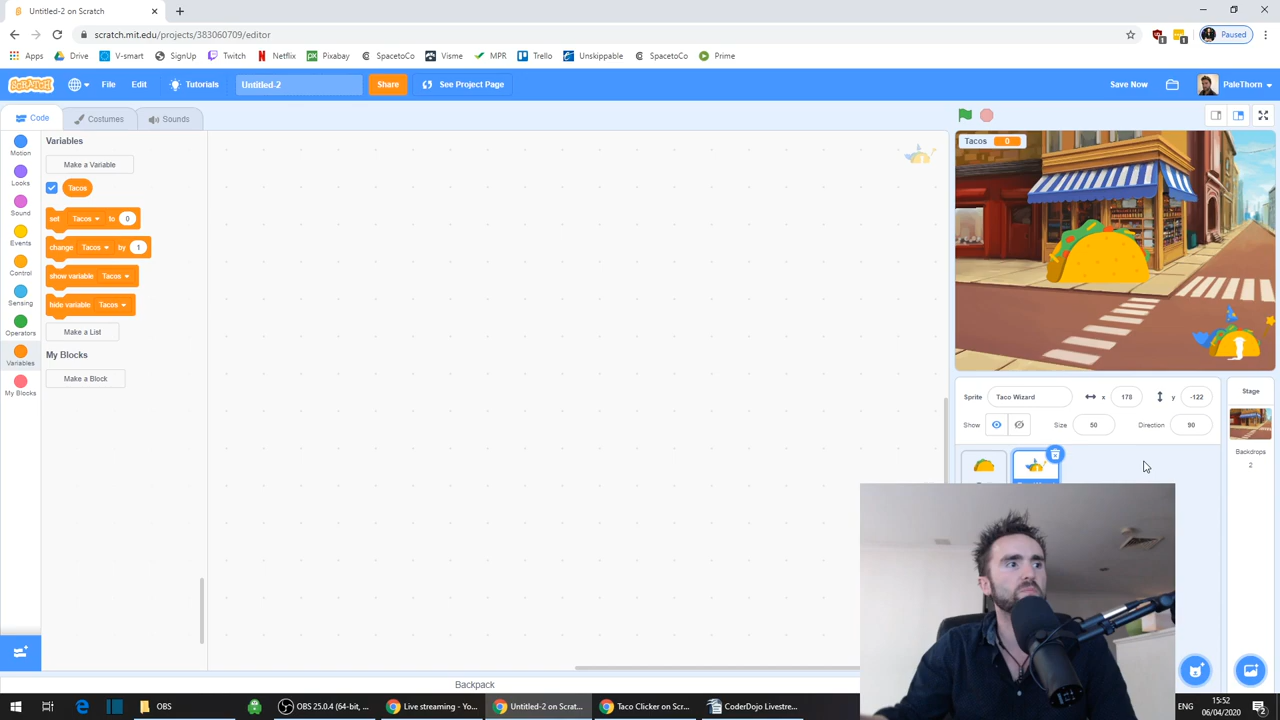 Untitled-2 on Scratch
scratch.mit.edu/projects/383060709/editor
Paused
Apps Drive V-smart SignUp Twitch Netflix Pixabay SpacetoCo Visme MPR Trello Unskippable SpacetoCo Prime
SCRATCH File Edit Tutorials Untitled-2 Share See Project Page Save Now PaleThorn
Code Costumes Sounds
Variables
Make a Variable
Tacos
set Tacos to 0
change Tacos by 1
show variable Tacos
hide variable Tacos
Make a List
My Blocks
Make a Block
Motion
Looks
Sound
Events
Control
Sensing
Operators
Variables
My Blocks
Tacos 0
Sprite Taco Wizard x 178 y -122
Show Size 50 Direction 90
Stage
Backdrops
2
Backpack
OBS
OBS 25.0.4 (64-bit, ...
Live streaming - Yo...
Untitled-2 on Scratc...
Taco Clicker on Scr...
CoderDojo Livestre...
ENG
15:52
06/04/2020
2